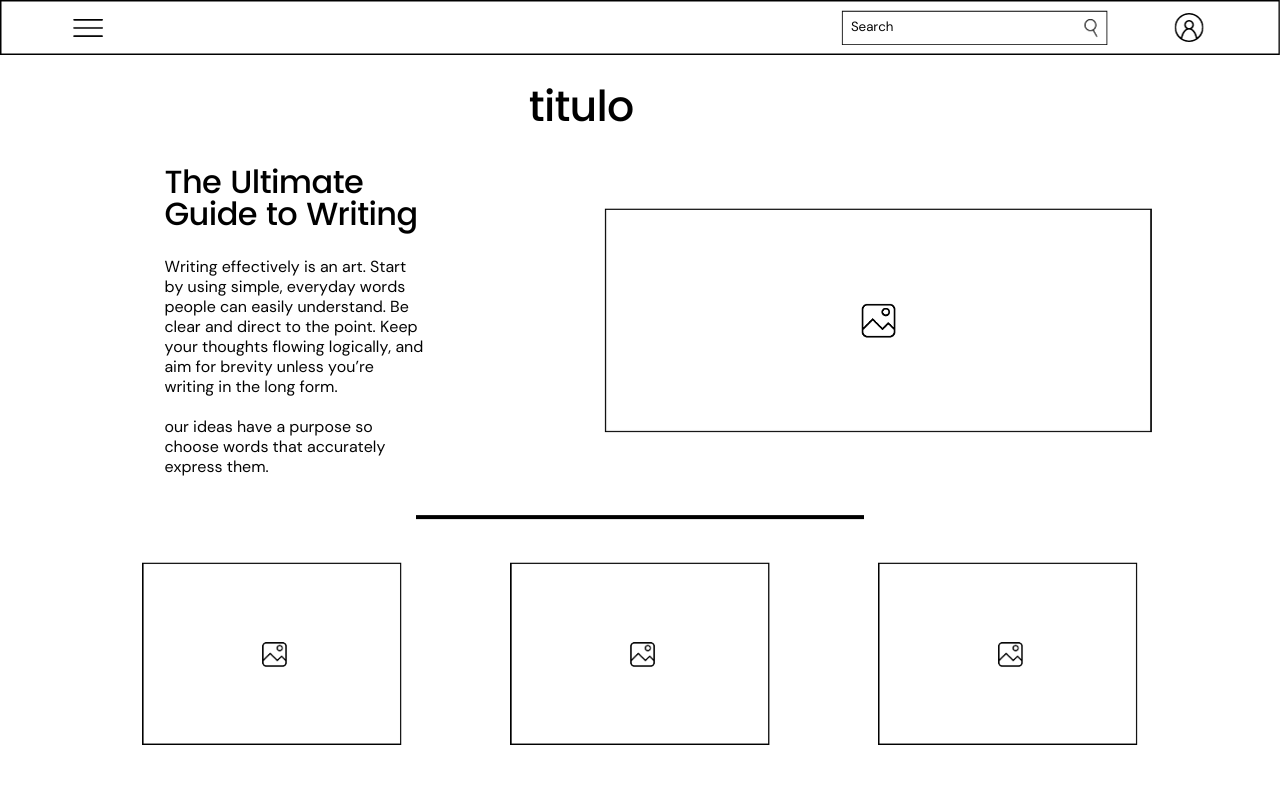 Search
titulo
The Ultimate
Guide to Writing
Writing effectively is an art. Start
by using simple, everyday words
people can easily understand. Be
clear and direct to the point. Keep
your thoughts flowing logically, and
aim for brevity unless you’re
writing in the long form.
our ideas have a purpose so
choose words that accurately
express them.